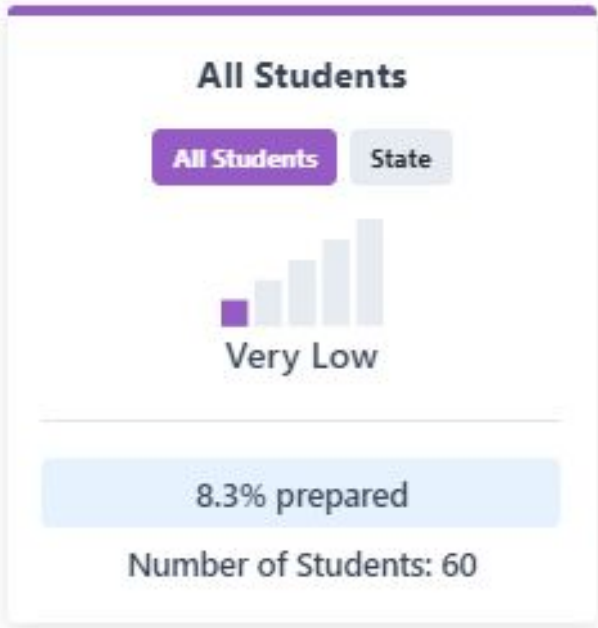 All Students
All Students State
Very Low
8.3% prepared
Number of Students: 60